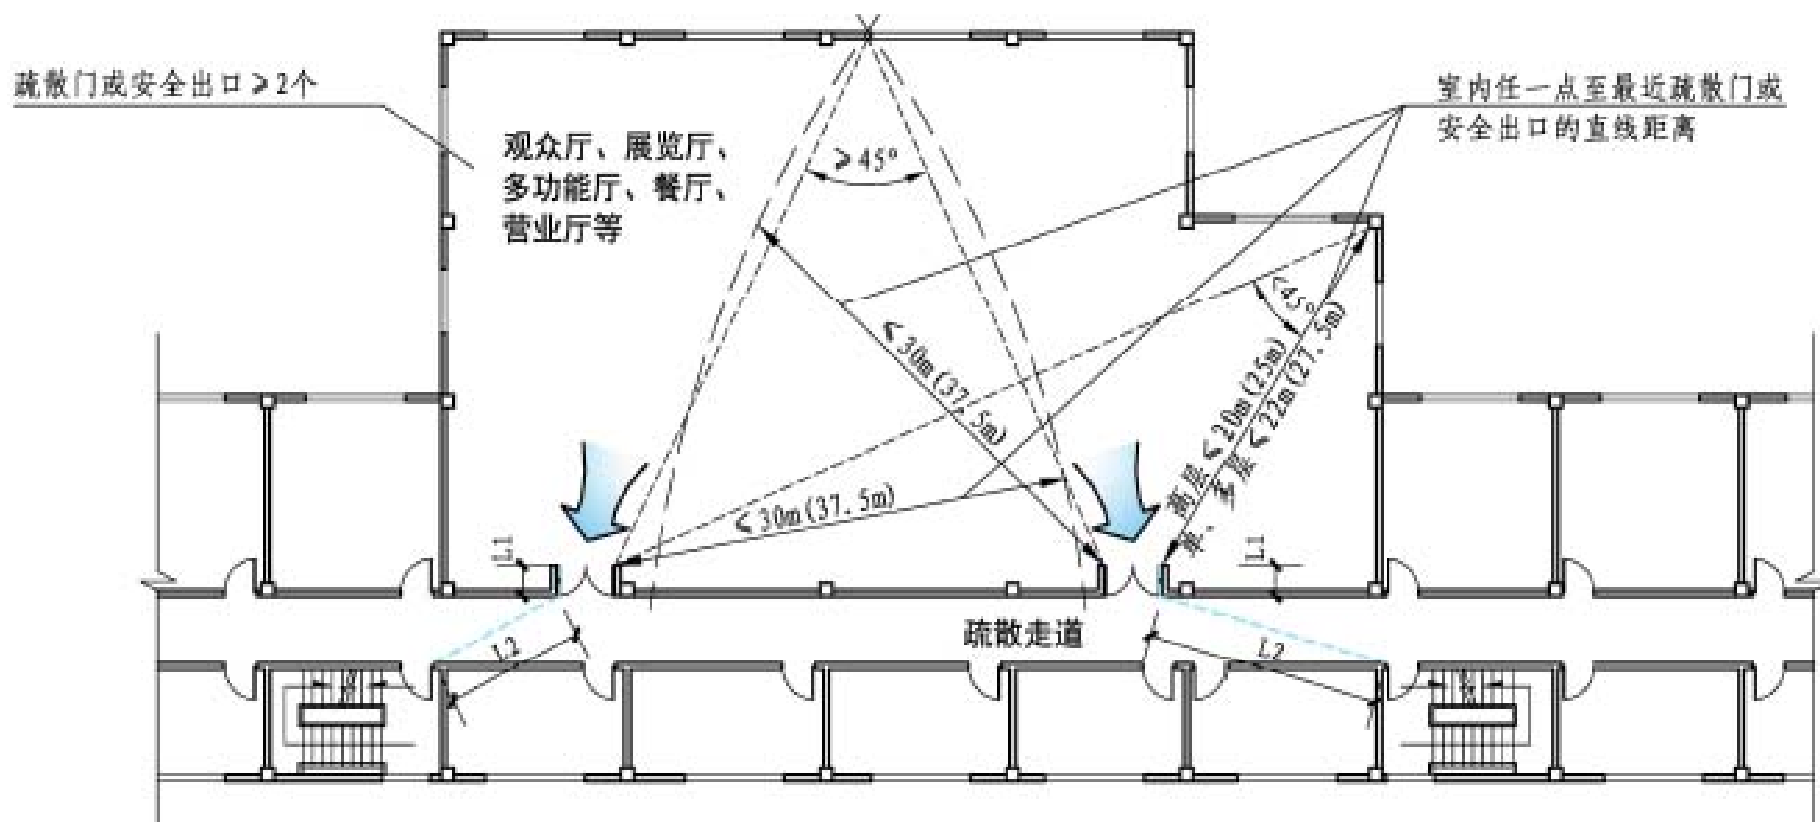 疏散门或安全出口≥2个
室内任一点至最近疏散门或
安全出口的直线距离
观众厅、展览厅、
多功能厅、餐厅、
营业厅等
≥45°
<45°
≤30m(37.5m)
高层≤20m(25m)
单、多层≤22m(27.5m)
≤30m(37.5m)
L1
L1
疏散走道
L2
L2